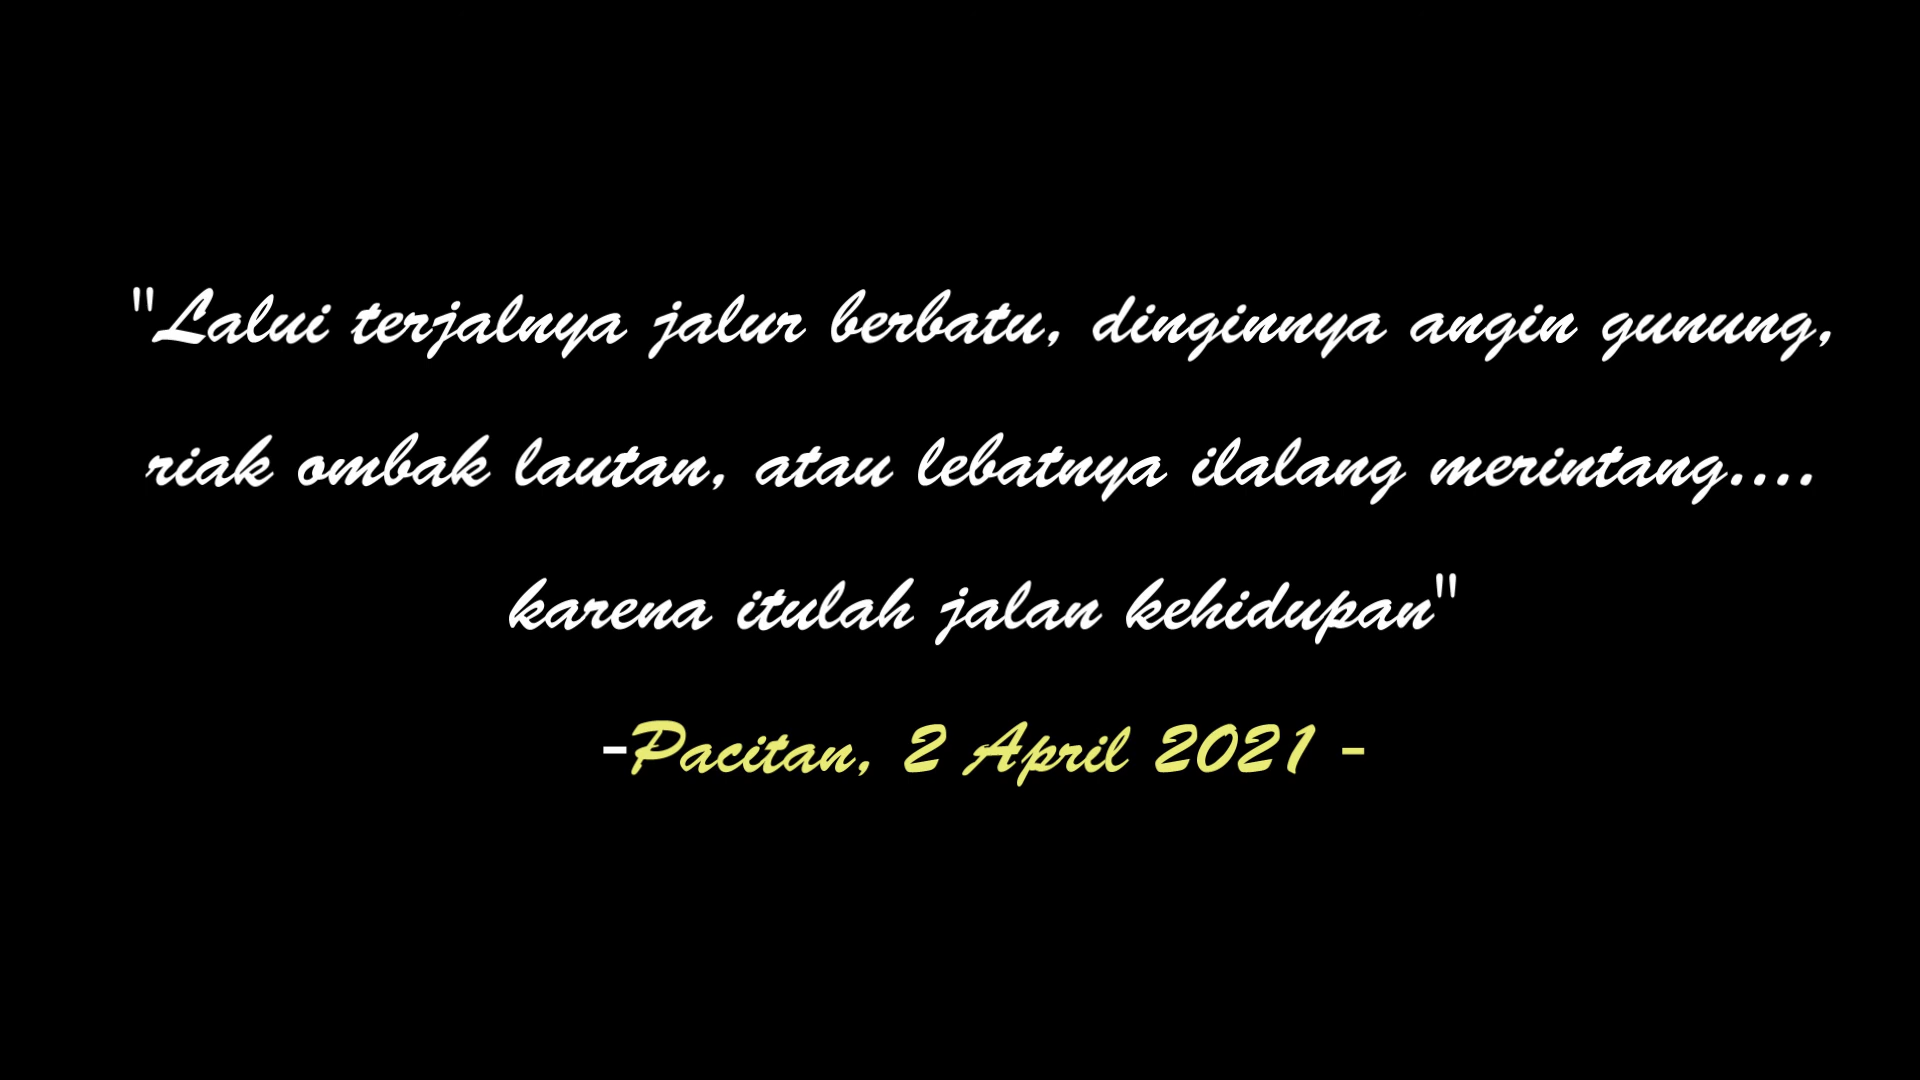 "Lalui terjalnya jalur berbatu, dinginnya angin gunung,
riak ombak lautan, atau lebatnya ilalang merintang....
karena itulah jalan kehidupan"
-Pacitan, 2 April 2021 -